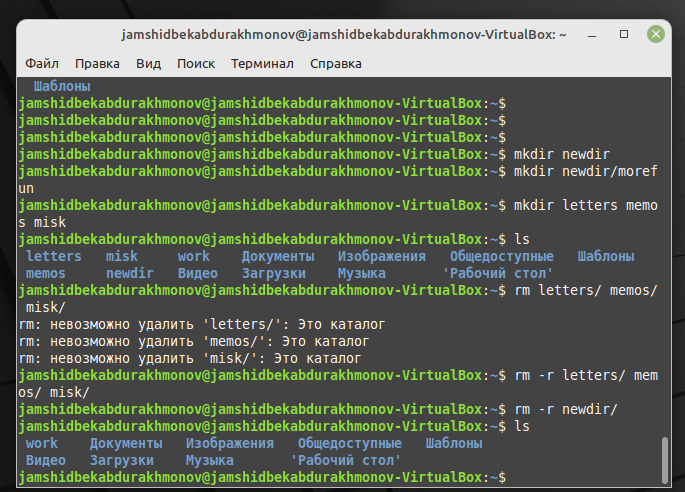 jamshidbekabdurakhmonov@jamshidbekabdurakhmonov-VirtualBox: ~
Файл Правка Вид Поиск Терминал Справка
Шаблоны
jamshidbekabdurakhmonov@jamshidbekabdurakhmonov-VirtualBox:~$
jamshidbekabdurakhmonov@jamshidbekabdurakhmonov-VirtualBox:~$
jamshidbekabdurakhmonov@jamshidbekabdurakhmonov-VirtualBox:~$
jamshidbekabdurakhmonov@jamshidbekabdurakhmonov-VirtualBox:~$ mkdir newdir
jamshidbekabdurakhmonov@jamshidbekabdurakhmonov-VirtualBox:~$ mkdir newdir/moref
un
jamshidbekabdurakhmonov@jamshidbekabdurakhmonov-VirtualBox:~$ mkdir letters memo
s misk
jamshidbekabdurakhmonov@jamshidbekabdurakhmonov-VirtualBox:~$ ls
letters misk work Документы Изображения Общедоступные Шаблоны
memos newdir Видео Загрузки Музыка 'Рабочий стол'
jamshidbekabdurakhmonov@jamshidbekabdurakhmonov-VirtualBox:~$ rm letters/ memos/
misk/
rm: невозможно удалить 'letters/': Это каталог
rm: невозможно удалить 'memos/': Это каталог
rm: невозможно удалить 'misk/': Это каталог
jamshidbekabdurakhmonov@jamshidbekabdurakhmonov-VirtualBox:~$ rm -r letters/ mem
os/ misk/
jamshidbekabdurakhmonov@jamshidbekabdurakhmonov-VirtualBox:~$ rm -r newdir/
jamshidbekabdurakhmonov@jamshidbekabdurakhmonov-VirtualBox:~$ ls
work Документы Изображения Общедоступные Шаблоны
Видео Загрузки Музыка 'Рабочий стол'
jamshidbekabdurakhmonov@jamshidbekabdurakhmonov-VirtualBox:~$